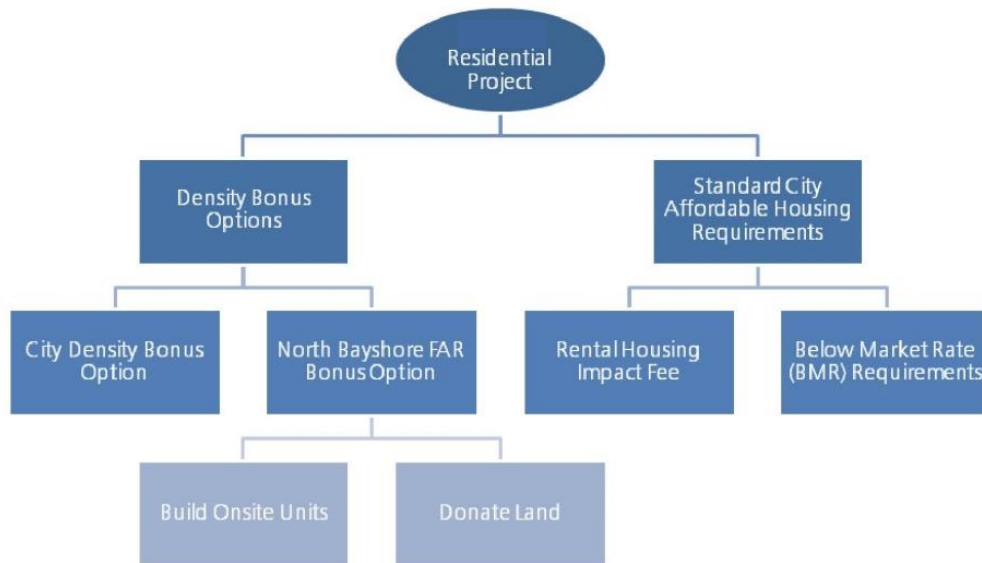 Residential
Project
Density Bonus
Options
Standard City
Affordable Housing
Requirements
City Density Bonus
Option
North Bayshore FAR
Bonus Option
Rental Housing
Impact Fee
Below Market Rate
(BMR) Requirements
Build Onsite Units
Donate Land